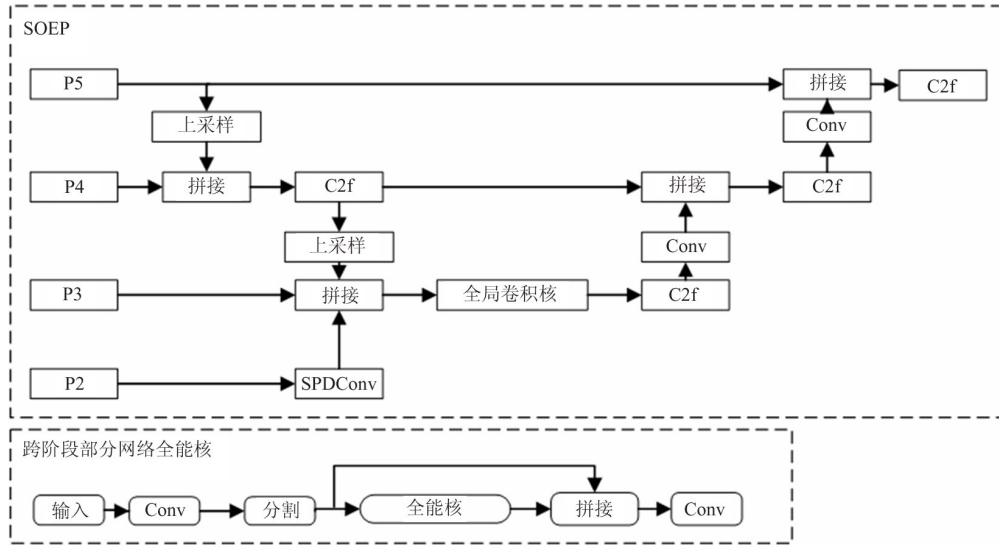 SOEP
P5
拼接
C2f
上采样
Conv
P4
拼接
C2f
拼接
C2f
上采样
Conv
P3
拼接
全局卷积核
C2f
P2
SPDConv
跨阶段部分网络全能核
输入
Conv
分割
全能核
拼接
Conv